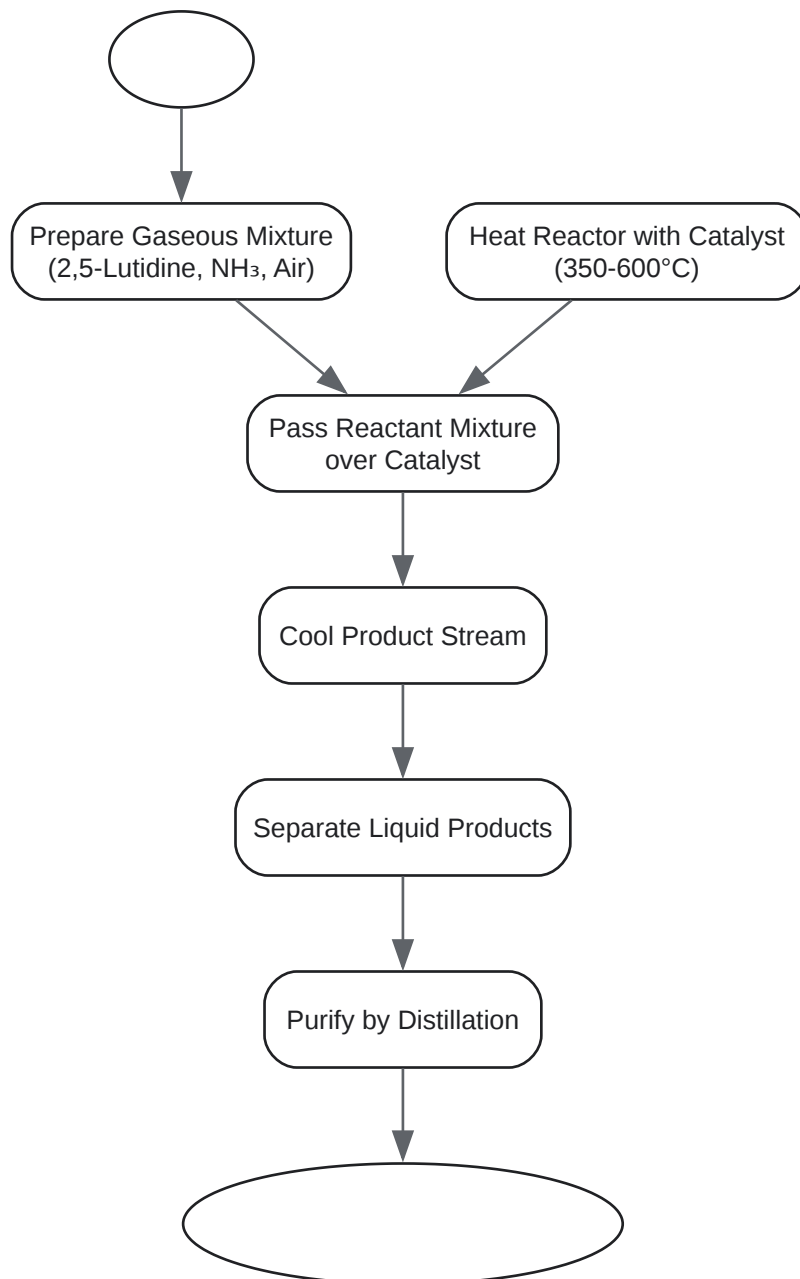 Prepare Gaseous Mixture
(2,5-Lutidine, NH₃, Air)
Heat Reactor with Catalyst
(350-600°C)
Pass Reactant Mixture
over Catalyst
Cool Product Stream
Separate Liquid Products
Purify by Distillation